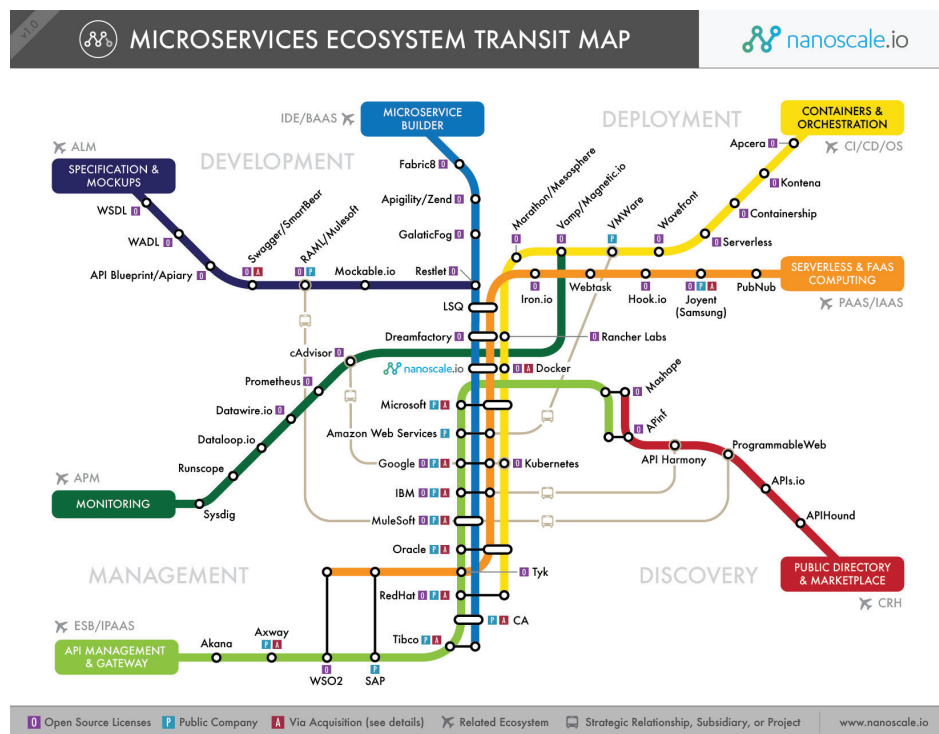 v1.0
MICROSERVICES ECOSYSTEM TRANSIT MAP
nanoscale.io
IDE/BAAS
MICROSERVICE
BUILDER
DEPLOYMENT
CONTAINERS &
ORCHESTRATION
CI/CD/OS
ALM
DEVELOPMENT
SPECIFICATION &
MOCKUPS
WSDL O
WADL O
API Blueprint/Apiary O
Swagger/SmartBear
O A
RAML/Mulesoft
O P
Mockable.io
Fabric8 O
Apigility/Zend O
GalaticFog O
Restlet O
Marathon/Mesosphere
O
Vamp/Magnetic.io
O
VMWare
P
Wavefront
O
Apcera O
O Kontena
O Containership
O Serverless
SERVERLESS & FAAS
COMPUTING
PAAS/IAAS
O
Iron.io
Webtask
O
Hook.io
O P A
Joyent
(Samsung)
PubNub
LSQ
Dreamfactory O
O Rancher Labs
nanoscale.io
O A Docker
cAdvisor O
Prometheus O
Datawire.io O
Dataloop.io
Runscope
Sysdig
APM
MONITORING
Microsoft P A
Amazon Web Services P
Google O P A
O Kubernetes
IBM O P A
MuleSoft O P A
Oracle P A
O Tyk
RedHat O P A
P A CA
Tibco P A
O Mashape
O APinf
API Harmony
ProgrammableWeb
APIs.io
APIHound
MANAGEMENT
DISCOVERY
PUBLIC DIRECTORY
& MARKETPLACE
CRH
ESB/IPAAS
API MANAGEMENT
& GATEWAY
Akana
Axway
P A
O
WSO2
P
SAP
O Open Source Licenses P Public Company A Via Acquisition (see details) Related Ecosystem Strategic Relationship, Subsidiary, or Project www.nanoscale.io